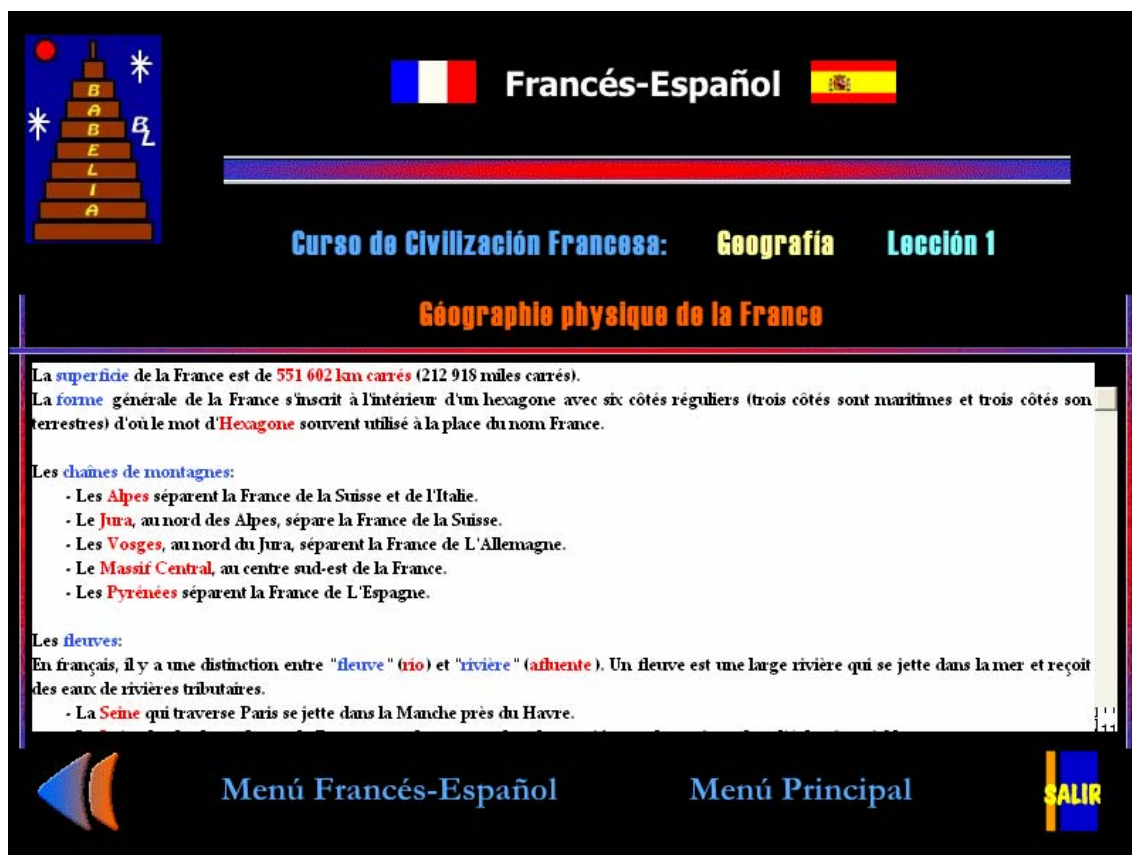 BABELIA
BL
Francés-Español
Curso de Civilización Francesa: Geografía Lección 1
Géographie physique de la France
La superficie de la France est de 551 602 km carrés (212 918 miles carrés).
La forme générale de la France s'inscrit à l'intérieur d'un hexagone avec six côtés réguliers (trois côtés sont maritimes et trois côtés son
terrestres) d'où le mot d'Hexagone souvent utilisé à la place du nom France.
Les chaînes de montagnes:
- Les Alpes séparent la France de la Suisse et de l'Italie.
- Le Jura, au nord des Alpes, sépare la France de la Suisse.
- Les Vosges, au nord du Jura, séparent la France de L'Allemagne.
- Le Massif Central, au centre sud-est de la France.
- Les Pyrénées séparent la France de L'Espagne.
Les fleuves:
En français, il y a une distinction entre "fleuve" (río) et "rivière" (afluente). Un fleuve est une large rivière qui se jette dans la mer et reçoit
des eaux de rivières tributaires.
- La Seine qui traverse Paris se jette dans la Manche près du Havre.
Menú Francés-Español
Menú Principal
SALIR